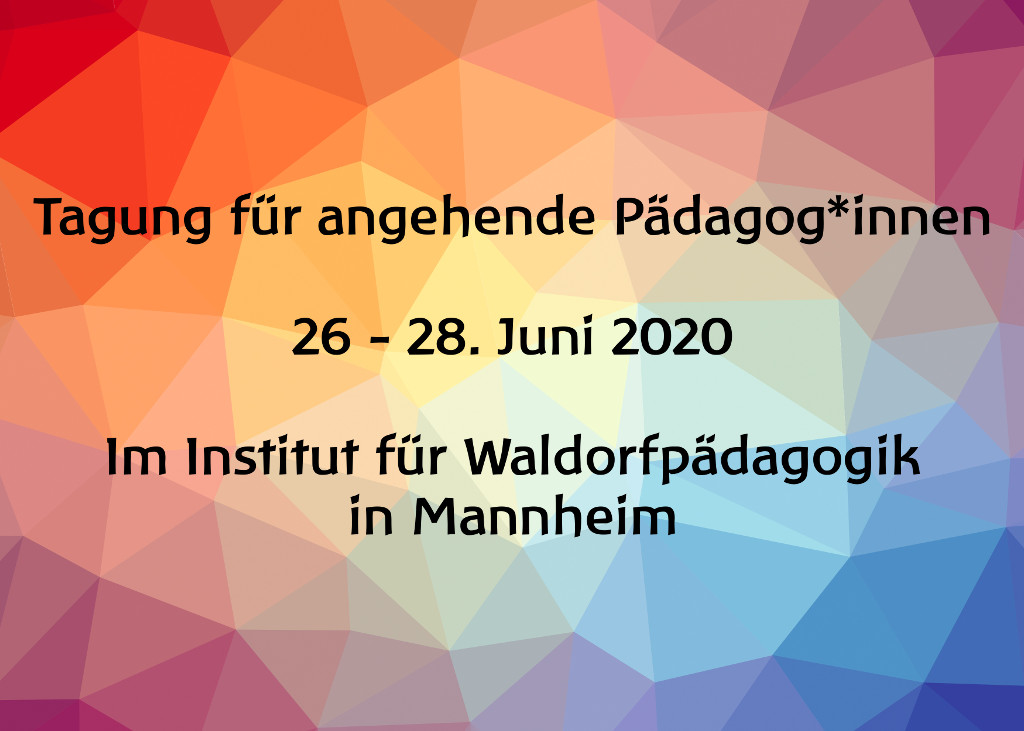 Tagung für angehende Pädagog*innen
26 - 28. Juni 2020
Im Institut für Waldorfpädagogik
in Mannheim